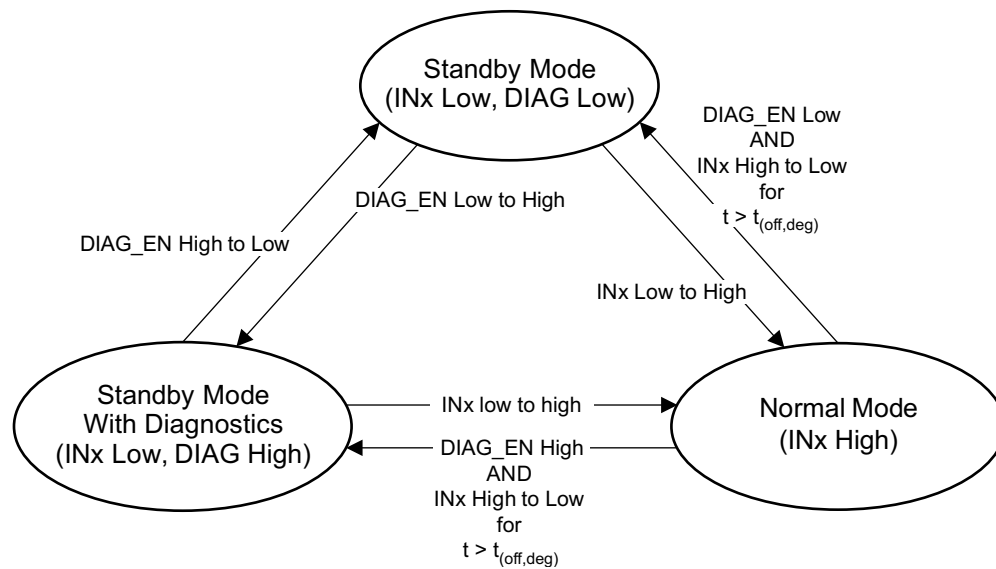 Standby Mode
(INx Low, DIAG Low)
DIAG_EN Low
AND
INx High to Low
for
t > t(off,deg)
DIAG_EN Low to High
DIAG_EN High to Low
INx Low to High
Standby Mode
With Diagnostics
(INx Low, DIAG High)
INx low to high
DIAG_EN High
AND
INx High to Low
for
t > t(off,deg)
Normal Mode
(INx High)